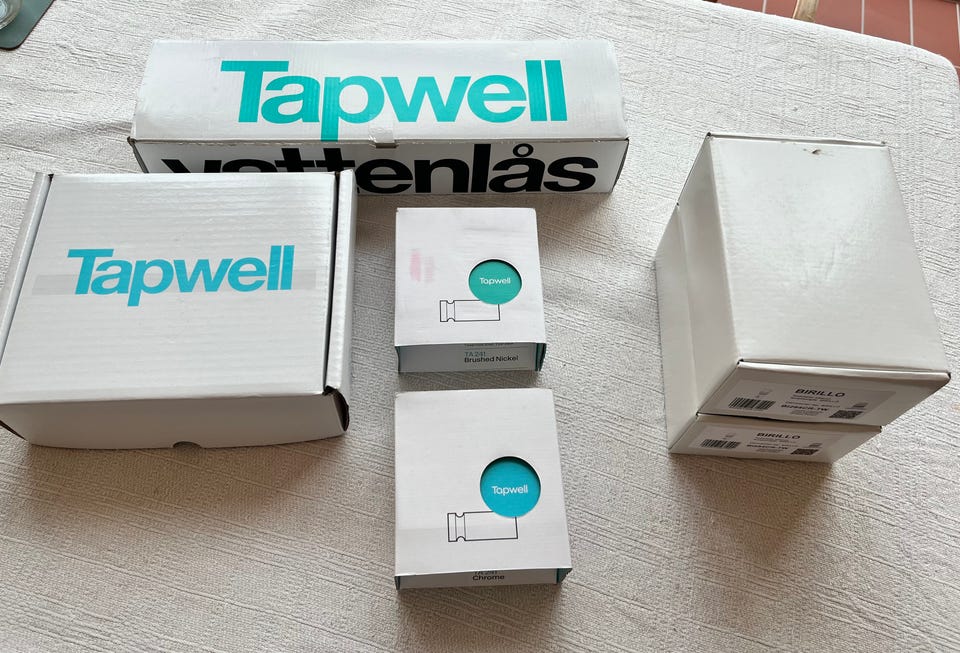 Tapwell
vattenlås
Tapwell
Tapwell
TA 241
Brushed Nickel
Tapwell
TA 241
Chrome
BIRILLO
BIRILLO